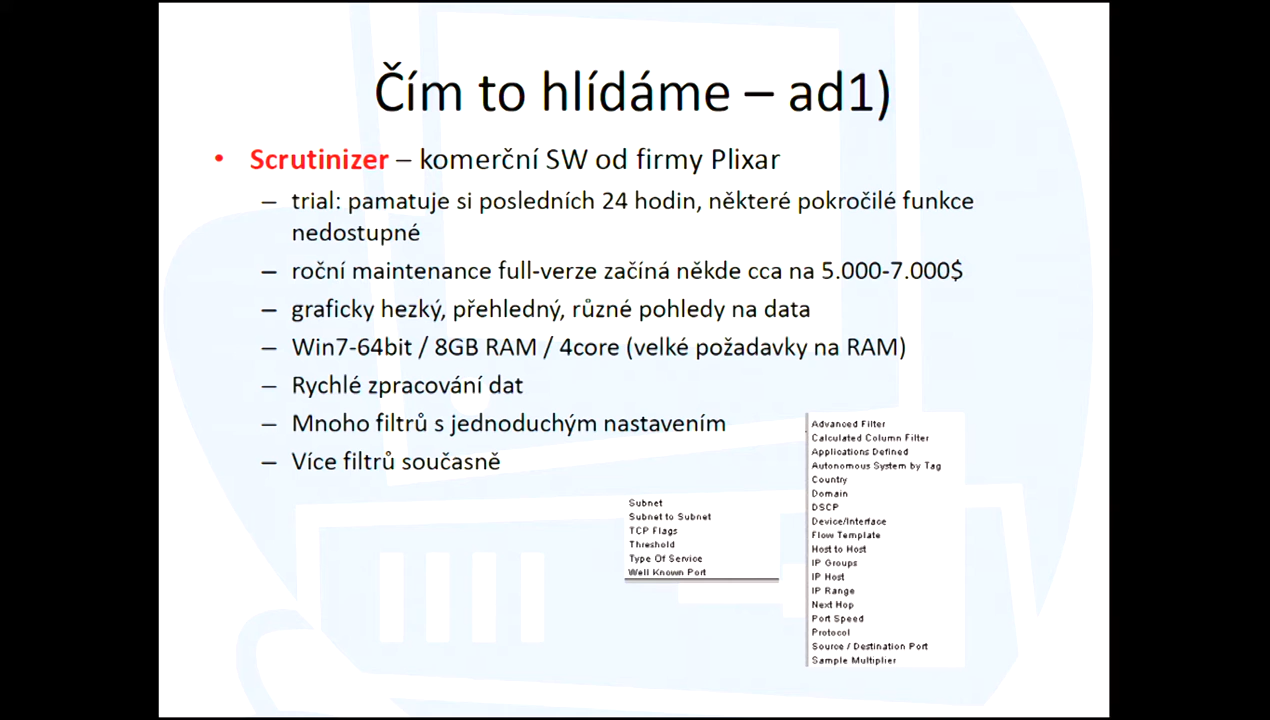 Čím to hlídáme – ad1)
• Scrutinizer – komerční SW od firmy Plixar
– trial: pamatuje si posledních 24 hodin, některé pokročilé funkce
nedostupné
– roční maintenance full-verze začíná někde cca na 5.000-7.000$
– graficky hezký, přehledný, různé pohledy na data
– Win7-64bit / 8GB RAM / 4core (velké požadavky na RAM)
– Rychlé zpracování dat
– Mnoho filtrů s jednoduchým nastavením
– Více filtrů současně
Subnet
Subnet to Subnet
TCP Flags
Threshold
Type Of Service
Well Known Port
Advanced Filter
Calculated Column Filter
Applications Defined
Autonomous System by Tag
Country
Domain
DSCP
Device/Interface
Flow Template
Host to Host
IP Groups
IP Host
IP Range
Next Hop
Port Speed
Protocol
Source / Destination Port
Sample Multiplier